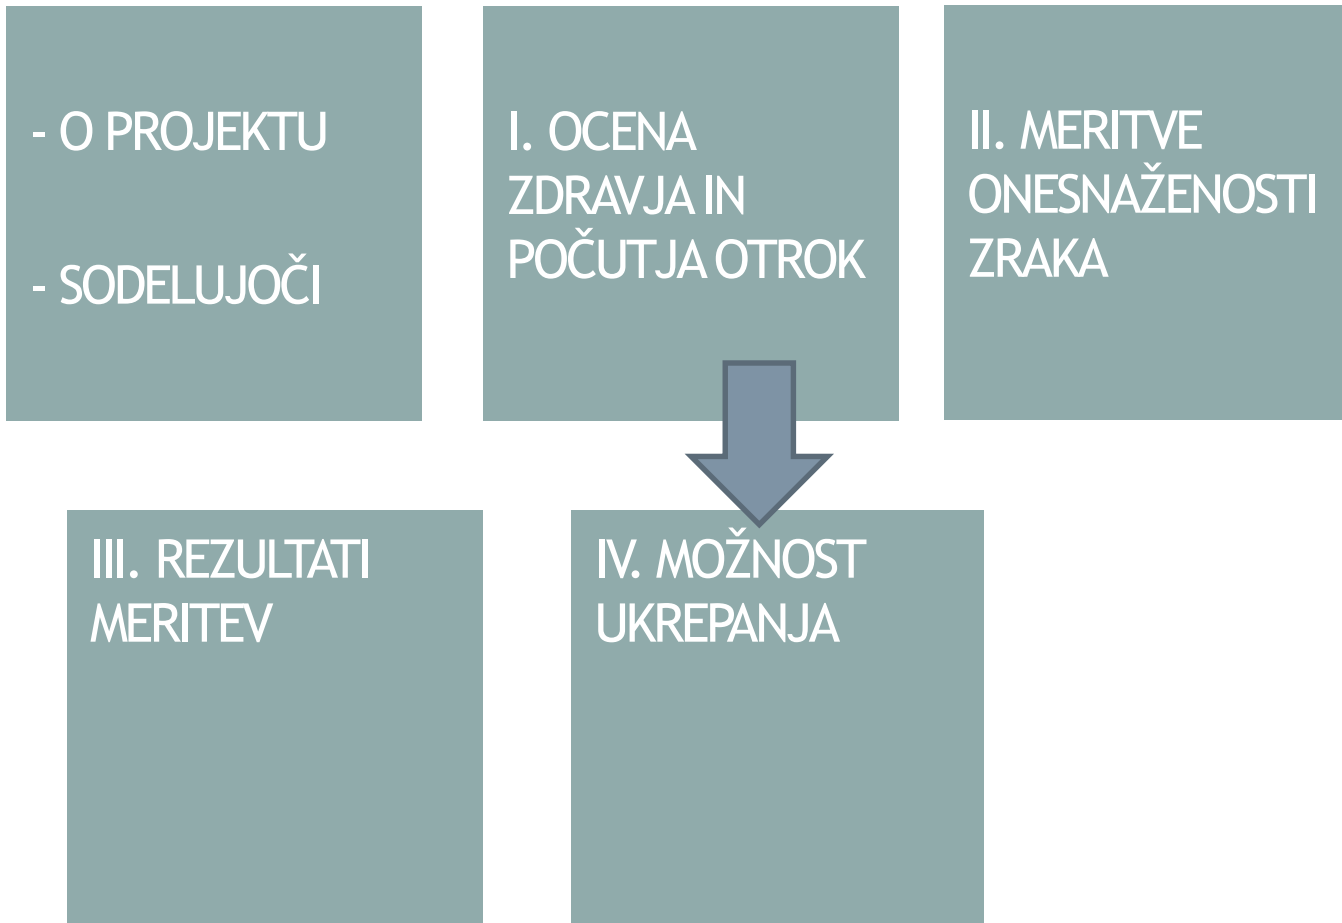 - O PROJEKTU
- SODELUJOČI
I. OCENA
ZDRAVJA IN
POČUTJA OTROK
II. MERITVE
ONESNAŽENOSTI
ZRAKA
III. REZULTATI
MERITEV
IV. MOŽNOST
UKREPANJA